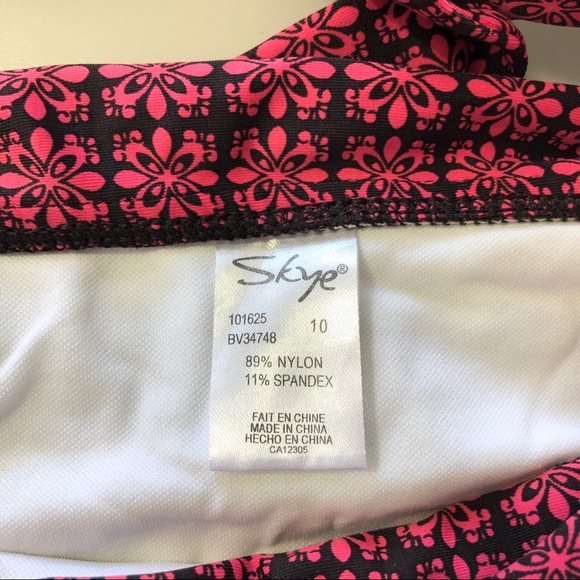 Skye®
101625 10
BV34748
89% NYLON
11% SPANDEX
FAIT EN CHINE
MADE IN CHINA
HECHO EN CHINA
CA12305